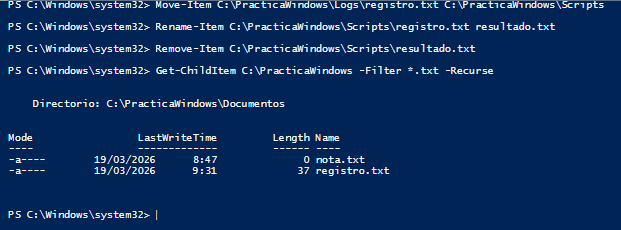 PS C:\Windows\system32> Move-Item C:\PracticaWindows\Logs\registro.txt C:\PracticaWindows\Scripts
PS C:\Windows\system32> Rename-Item C:\PracticaWindows\Scripts\registro.txt resultado.txt
PS C:\Windows\system32> Remove-Item C:\PracticaWindows\Scripts\resultado.txt
PS C:\Windows\system32> Get-ChildItem C:\PracticaWindows -Filter *.txt -Recurse
Directorio: C:\PracticaWindows\Documentos
Mode LastWriteTime Length Name
---- ------------- ------ ----
-a---- 19/03/2026 8:47 0 nota.txt
-a---- 19/03/2026 9:31 37 registro.txt
PS C:\Windows\system32>